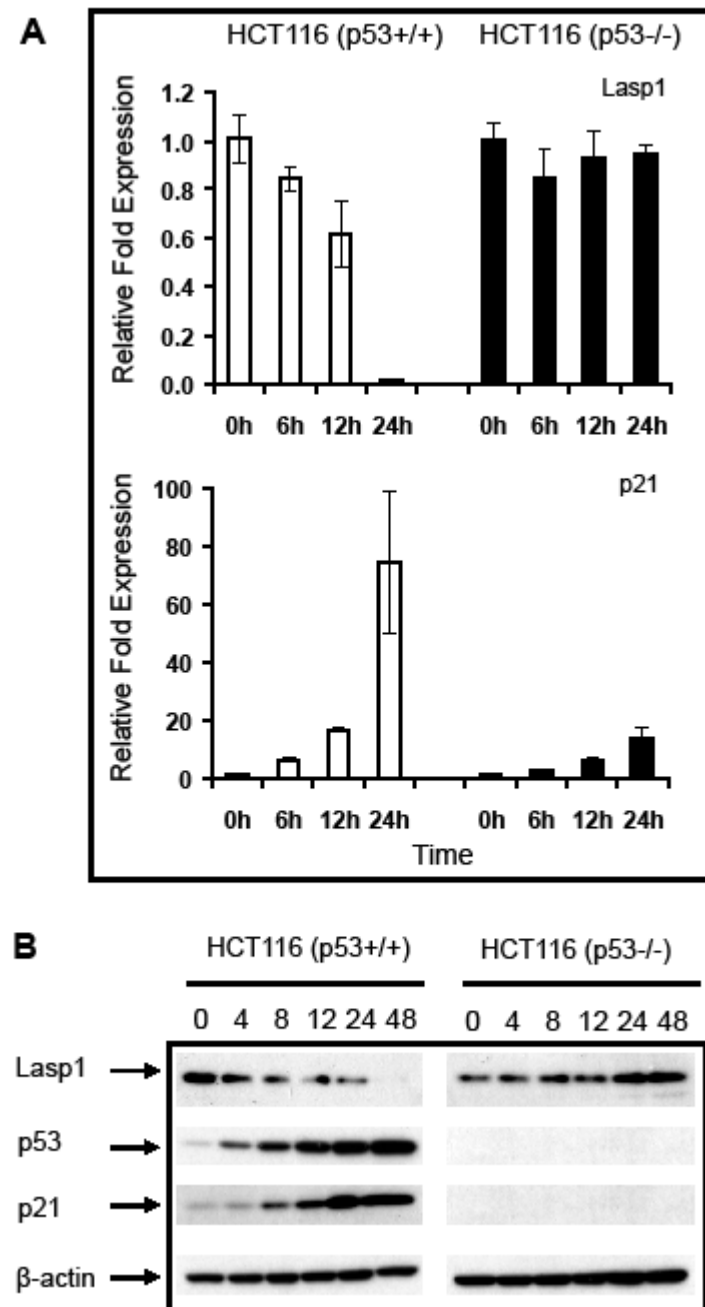 A
HCT116 (p53+/+) HCT116 (p53-/-)
Lasp1
Relative Fold Expression
1.2
1.0
0.8
0.6
0.4
0.2
0.0
0h 6h 12h 24h 0h 6h 12h 24h
p21
Relative Fold Expression
100
80
60
40
20
0
0h 6h 12h 24h 0h 6h 12h 24h
Time
B
HCT116 (p53+/+) HCT116 (p53-/-)
0 4 8 12 24 48 0 4 8 12 24 48
Lasp1
p53
p21
β-actin